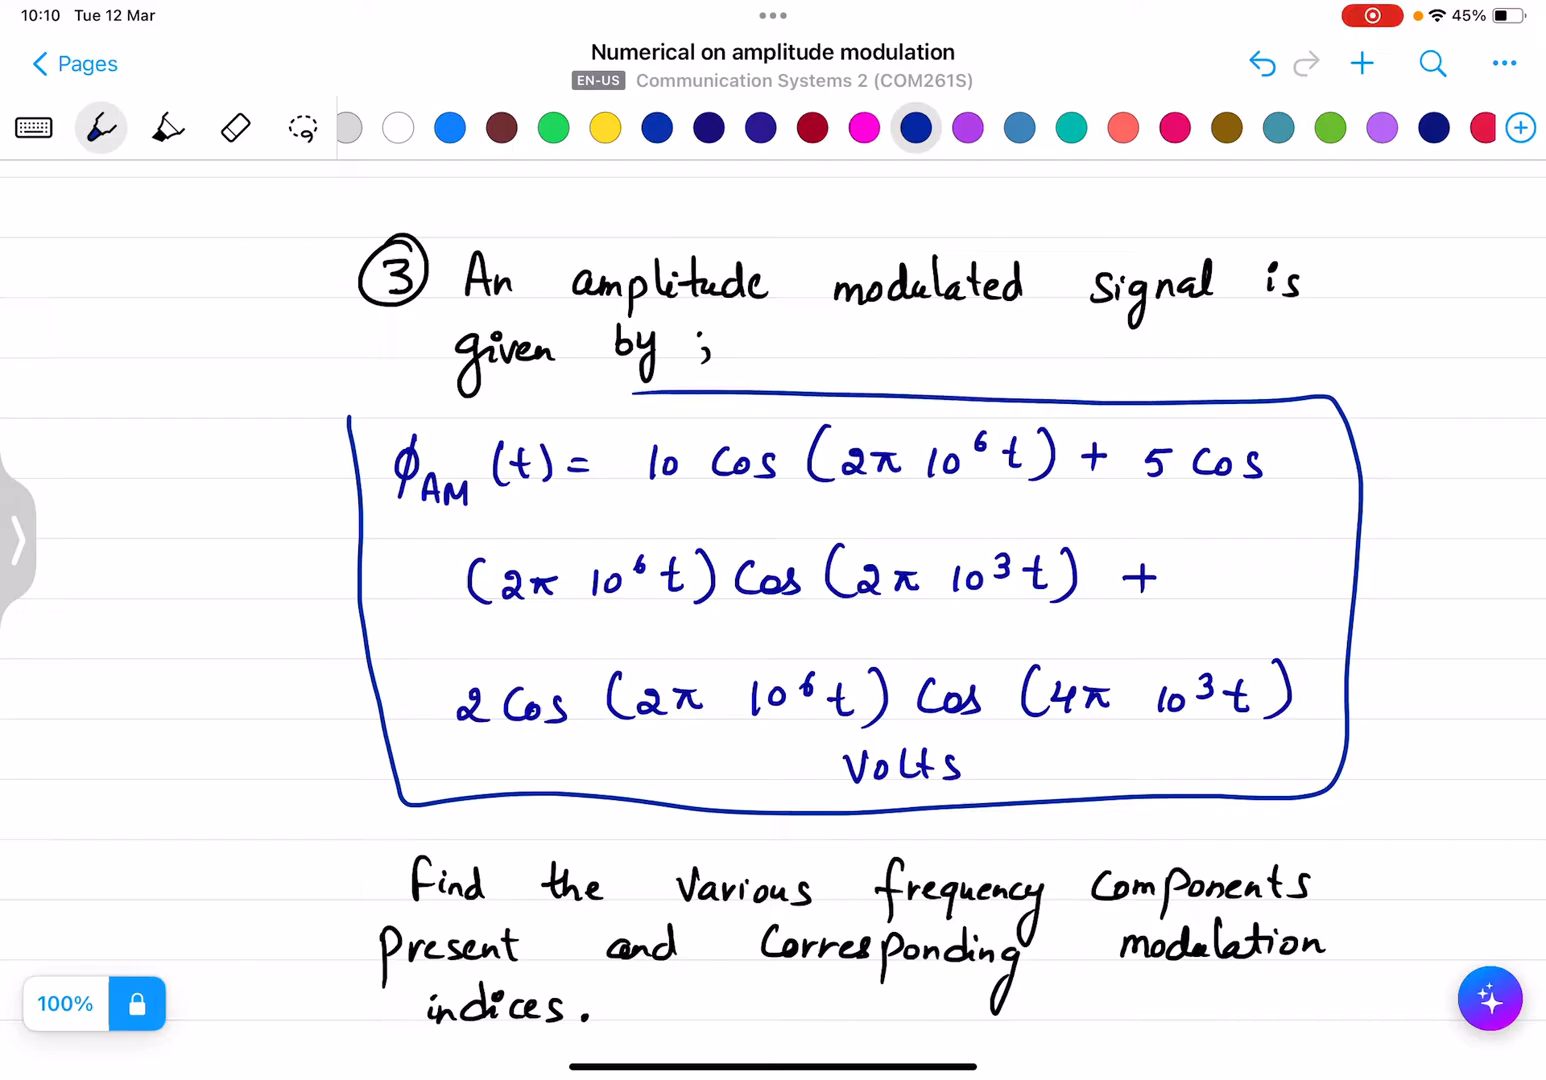 10:10 Tue 12 Mar
45%
Pages
Numerical on amplitude modulation
EN-US Communication Systems 2 (COM261S)
③ An amplitude modulated signal is
given by ;
ϕ_AM (t) = 10 cos (2π 10⁶ t) + 5 cos
(2π 10⁶ t) cos (2π 10³ t) +
2 cos (2π 10⁶ t) cos (4π 10³ t)
volts
find the various frequency components
present and corresponding modulation
indices.
100%